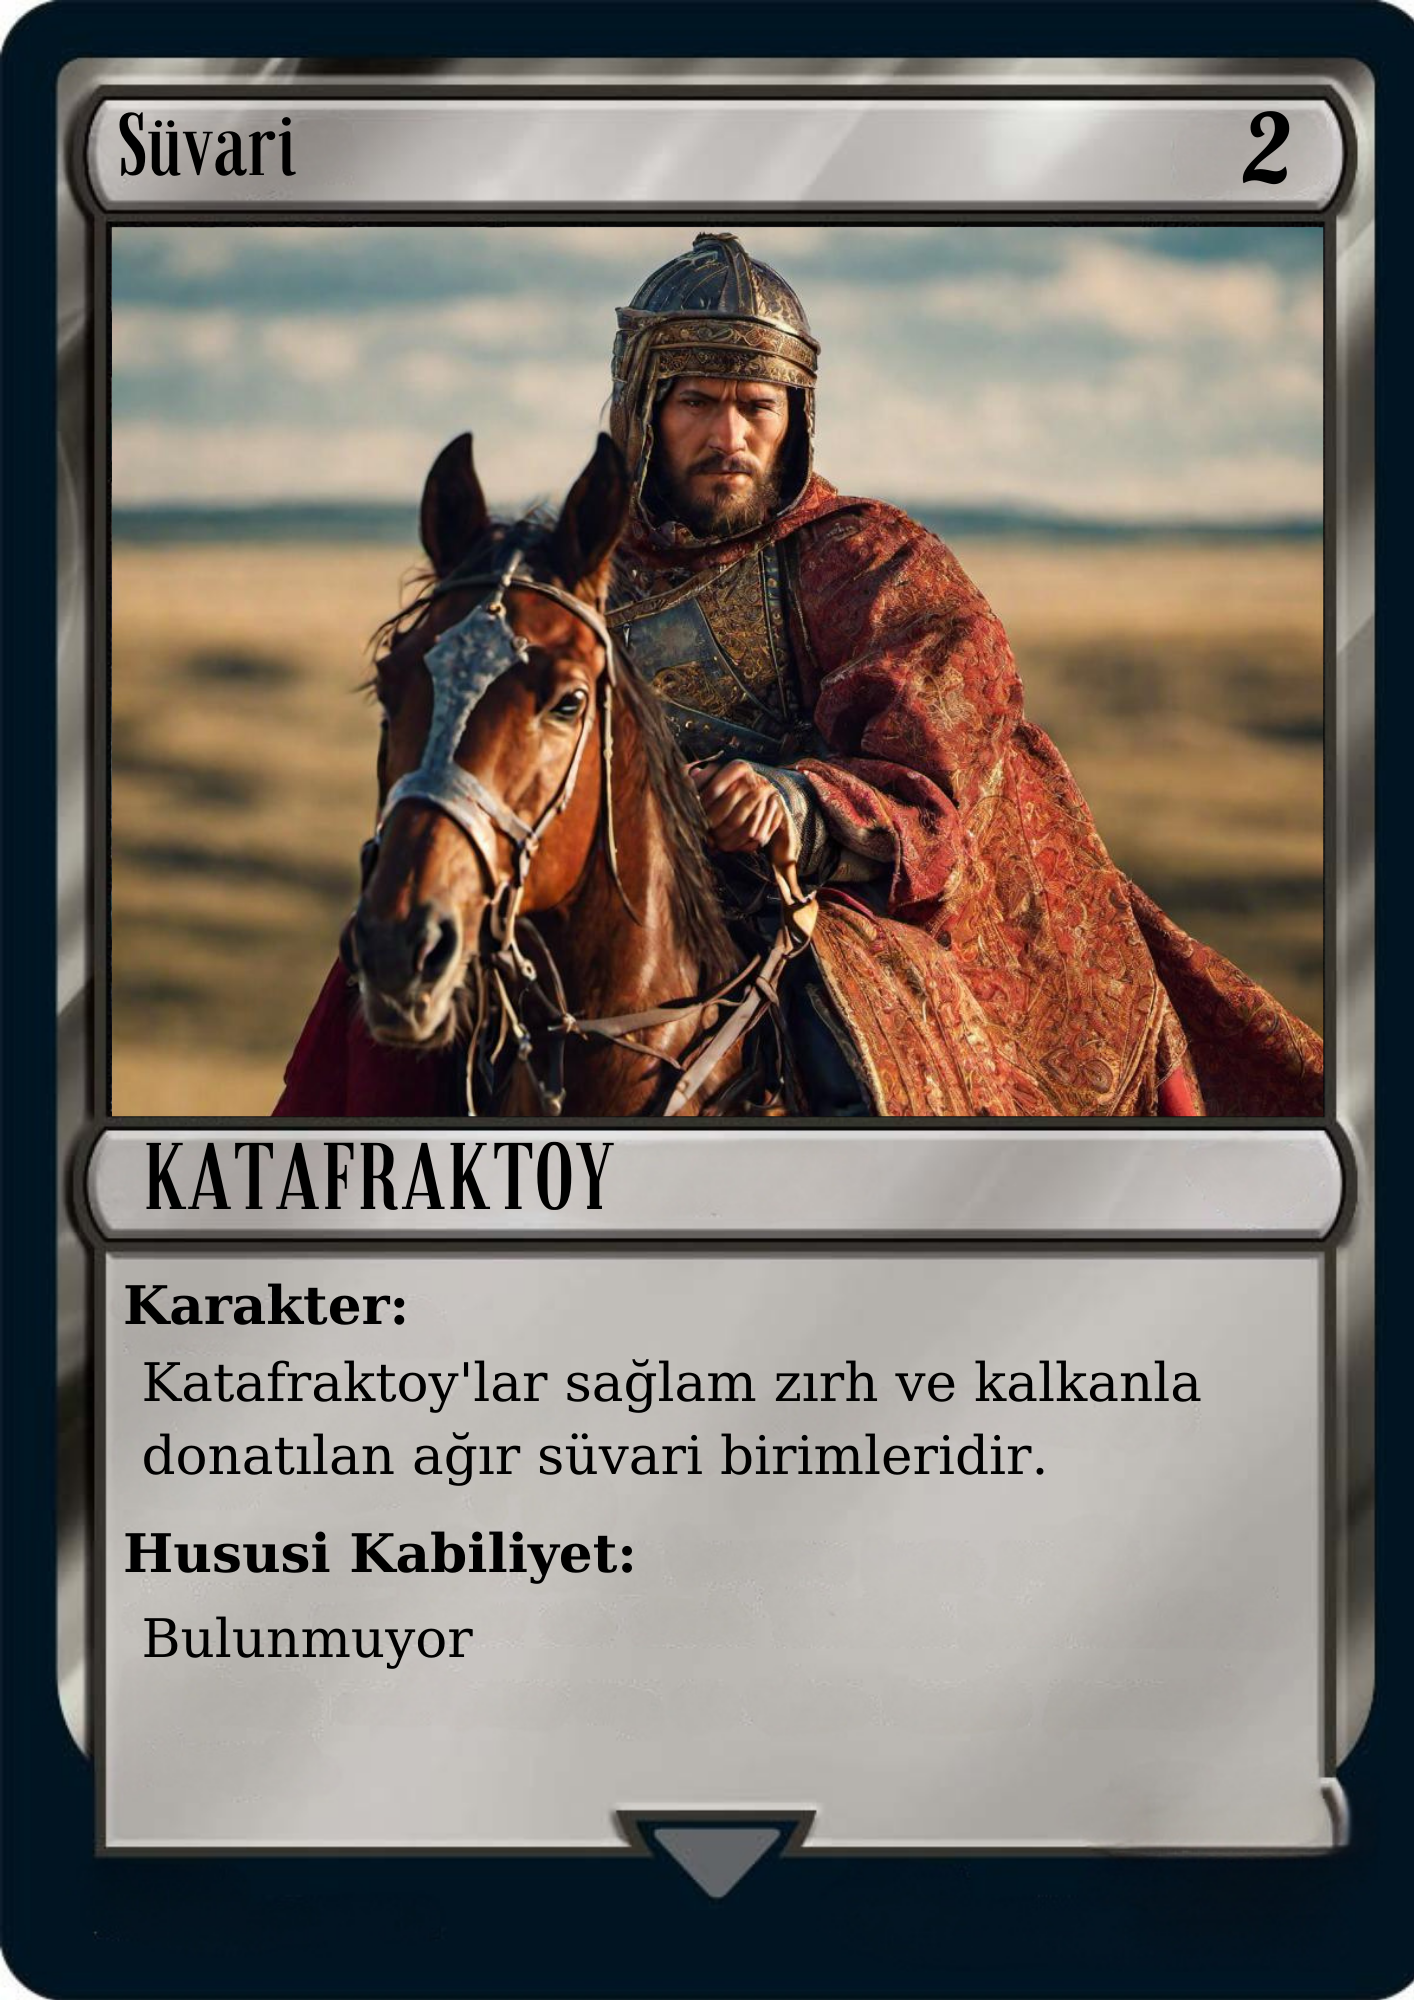 Süvari
2
KATAFRAKTOY
Karakter:
Katafraktoy'lar sağlam zırh ve kalkanla
donatılan ağır süvari birimleridir.
Hususi Kabiliyet:
Bulunmuyor